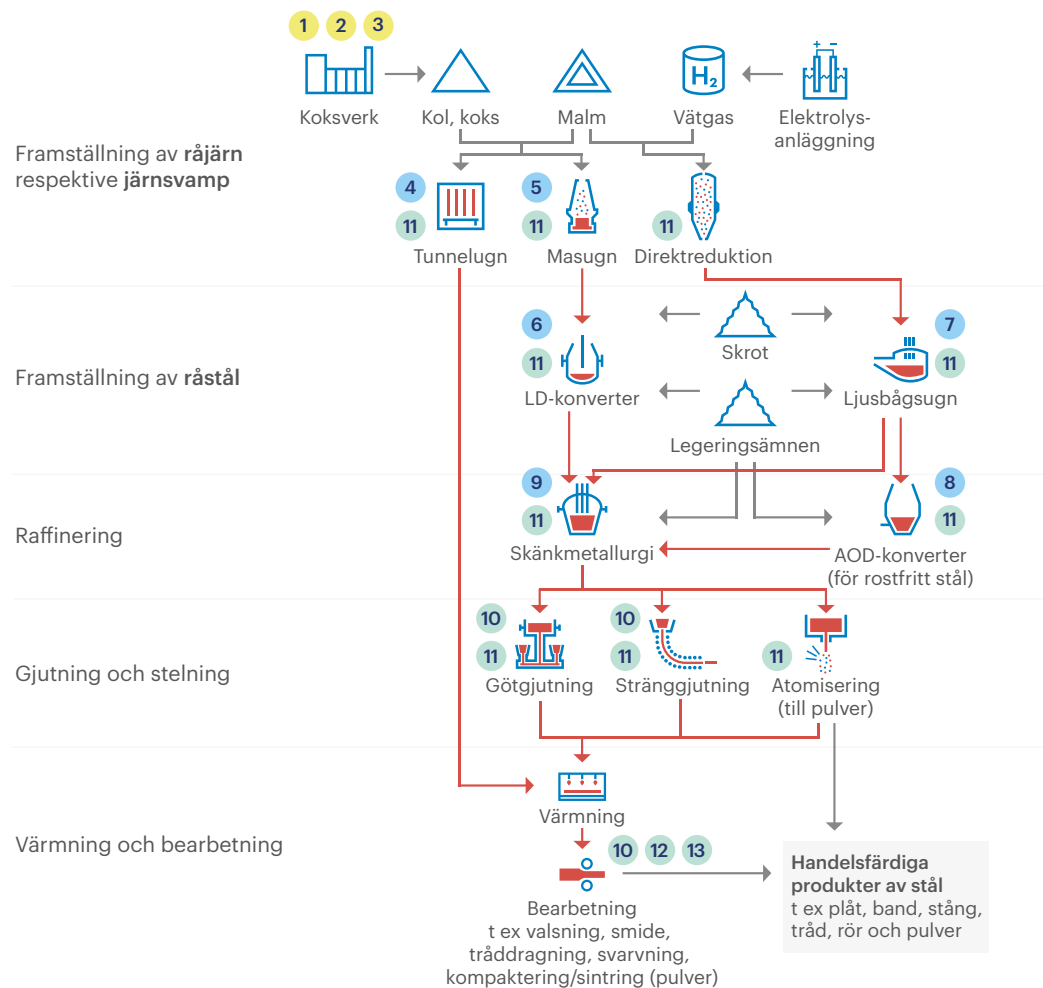 1 2 3
+ -
H₂
Koksverk
Kol, koks
Malm
Vätgas
Elektrolys-
anläggning
Framställning av råjärn
respektive järnsvamp
4
11
5
11
11
Tunnelugn
Masugn
Direktreduktion
6
11
Skrot
7
11
Framställning av råstål
LD-konverter
Ljusbågsugn
Legeringsämnen
9
11
8
11
Raffinering
Skänkmetallurgi
AOD-konverter
(för rostfritt stål)
10
11
10
11
11
Gjutning och stelning
Götgjutning
Stränggjutning
Atomisering
(till pulver)
Värmning
Värmning och bearbetning
10 12 13
Bearbetning
t ex valsning, smide,
tråddragning, svarvning,
kompaktering/sintring (pulver)
Handelsfärdiga
produkter av stål
t ex plåt, band, stång,
tråd, rör och pulver